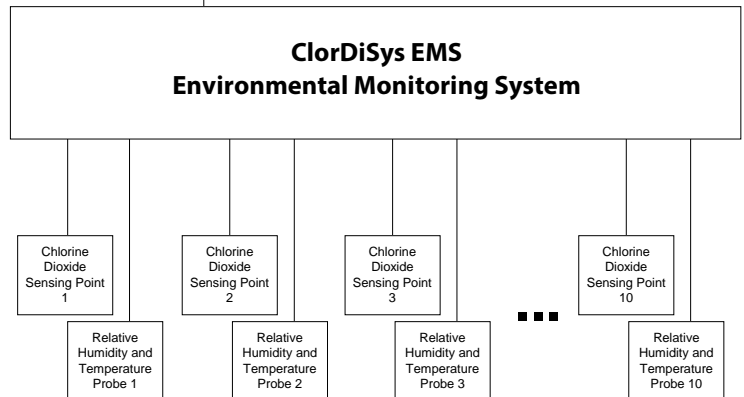 ClorDiSys EMS
Environmental Monitoring System
Chlorine
Dioxide
Sensing Point
1
Relative
Humidity and
Temperature
Probe 1
Chlorine
Dioxide
Sensing Point
2
Relative
Humidity and
Temperature
Probe 2
Chlorine
Dioxide
Sensing Point
3
Relative
Humidity and
Temperature
Probe 3
Chlorine
Dioxide
Sensing Point
10
Relative
Humidity and
Temperature
Probe 10